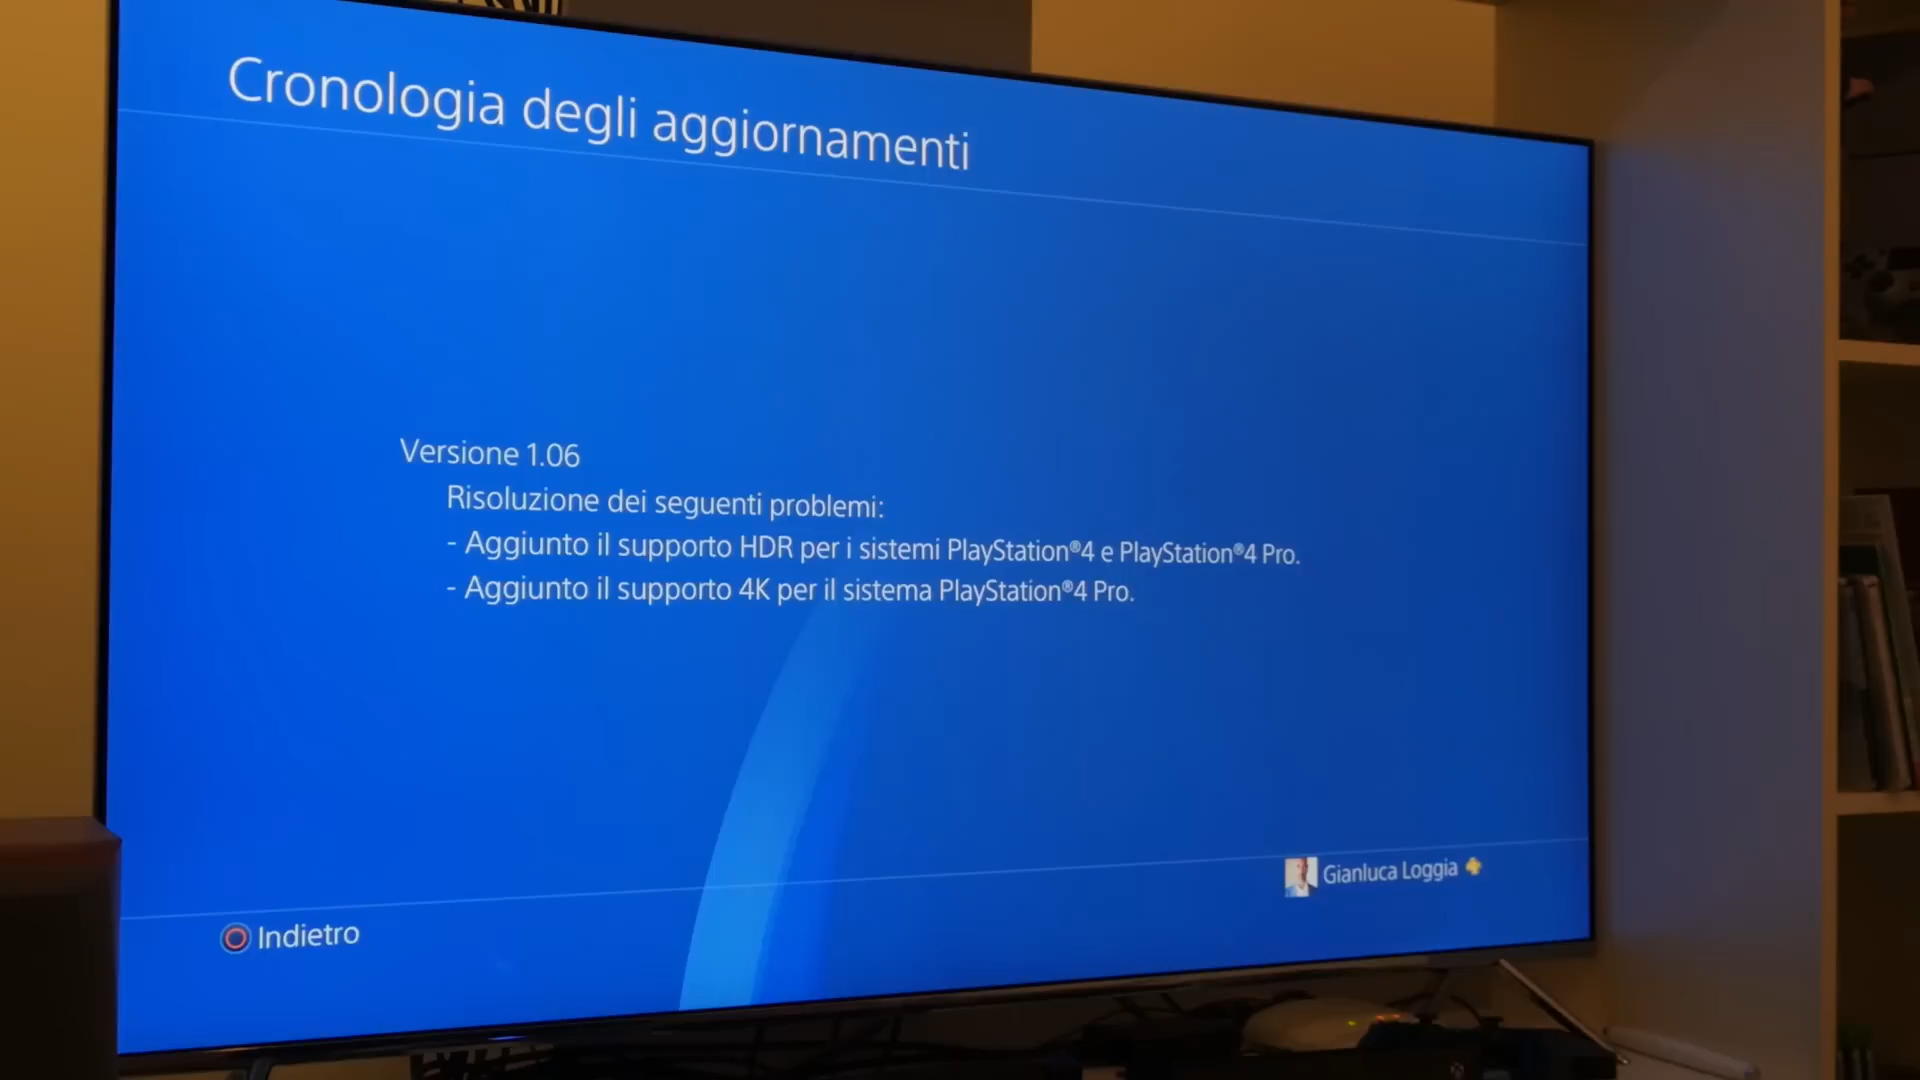 Cronologia degli aggiornamenti
Versione 1.06
Risoluzione dei seguenti problemi:
- Aggiunto il supporto HDR per i sistemi PlayStation®4 e PlayStation®4 Pro.
- Aggiunto il supporto 4K per il sistema PlayStation®4 Pro.
Gianluca Loggia
Indietro